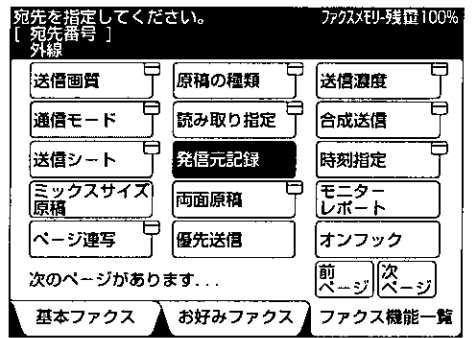 宛先を指定してください。 ファクスメモリー残量100%
[ 宛先番号 ]
外線
送信画質 原稿の種類 送信濃度
通信モード 読み取り指定 合成送信
送信シート 発信元記録 時刻指定
ミックスサイズ
原稿
両面原稿
モニター
レポート
ページ連写 優先送信 オンフック
次のページがあります...
前
ページ
次
ページ
基本ファクス お好みファクス ファクス機能一覧